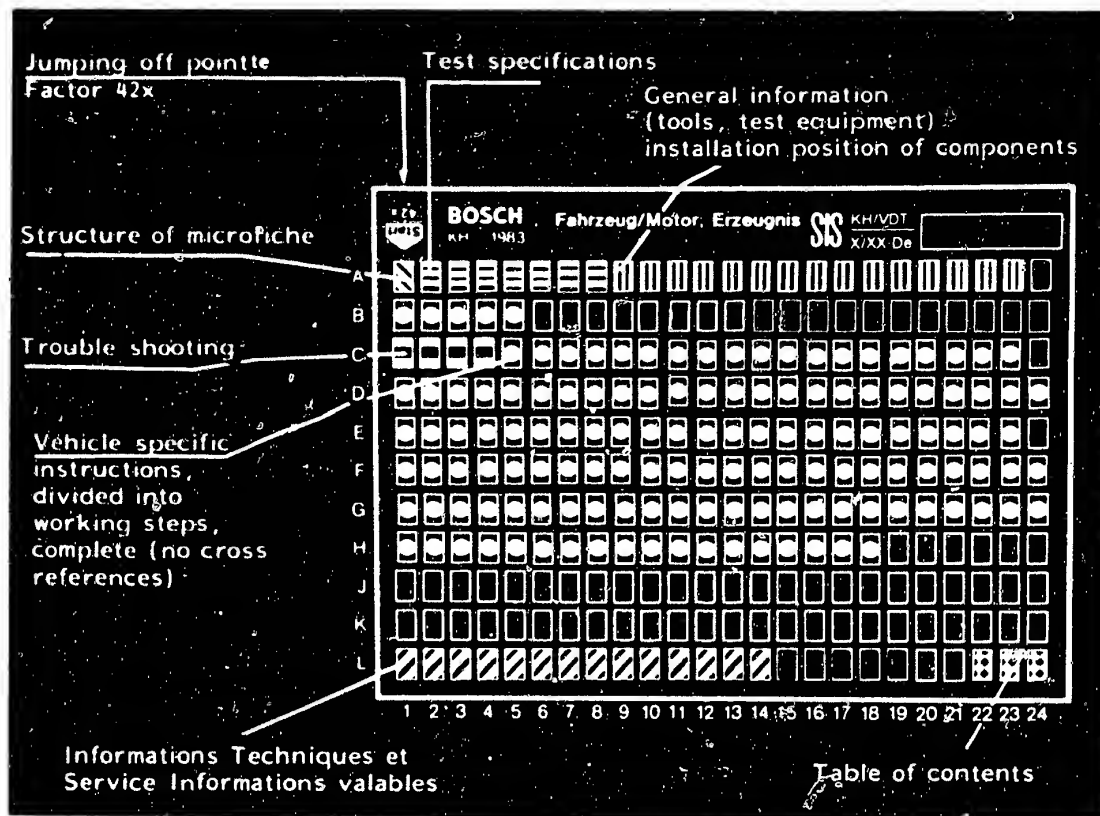 Jumping off pointte
Factor 42x
Test specifications
General information
(tools, test equipment)
installation position of components
Start
42x
BOSCH
KH 1983
Fahrzeug/Motor, Erzeugnis
SIS
KH/VDT
X/XX-De
Structure of microfiche
Trouble shooting
Vehicle specific
instructions,
divided into
working steps,
complete (no cross
references)
A
B
C
D
E
F
G
H
J
K
L
1 2 3 4 5 6 7 8 9 10 11 12 13 14 15 16 17 18 19 20 21 22 23 24
Informations Techniques et
Service Informations valables
Table of contents